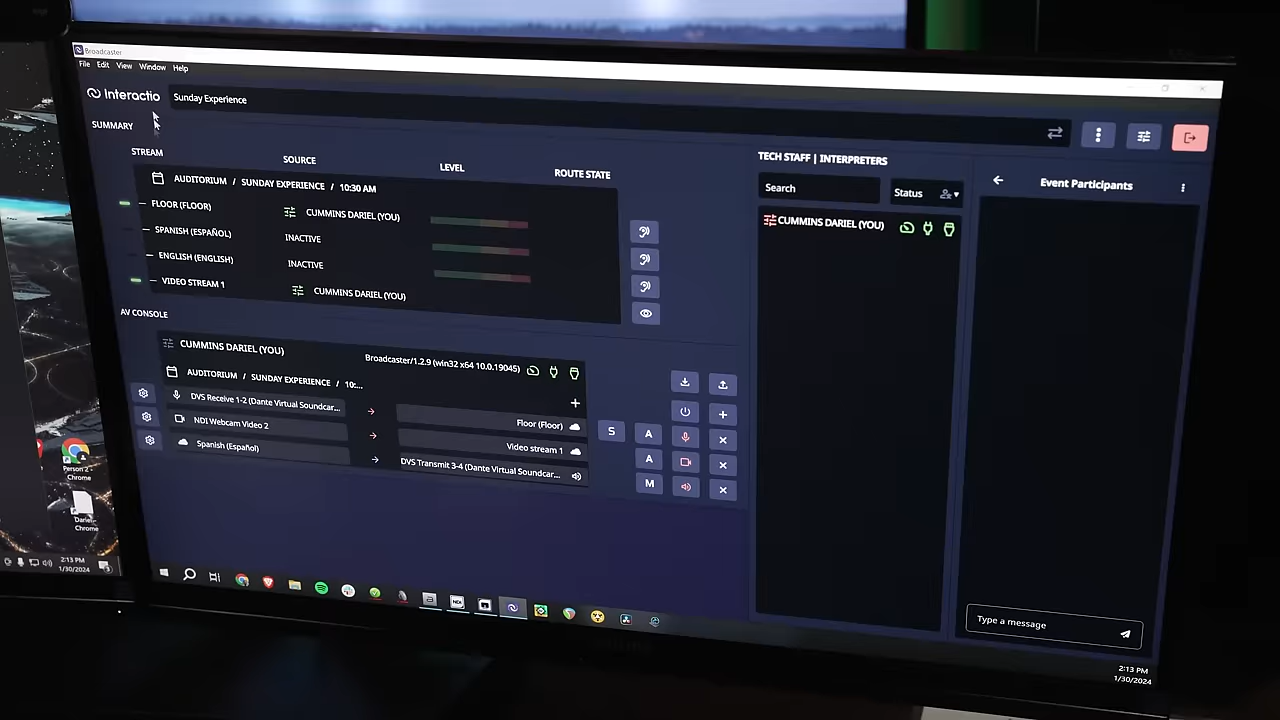 Broadcaster
File Edit View Window Help
Interactio
Sunday Experience
SUMMARY
STREAM SOURCE LEVEL ROUTE STATE
AUDITORIUM / SUNDAY EXPERIENCE / 10:30 AM
FLOOR (FLOOR) CUMMINS DARIEL (YOU)
SPANISH (ESPAÑOL) INACTIVE
ENGLISH (ENGLISH) INACTIVE
VIDEO STREAM 1 CUMMINS DARIEL (YOU)
AV CONSOLE
CUMMINS DARIEL (YOU) Broadcaster/1.2.9 (win32 x64 10.0.19045)
AUDITORIUM / SUNDAY EXPERIENCE / 10:...
DVS Receive 1-2 (Dante Virtual Soundcar... Floor (Floor) S A
NDI Webcam Video 2 Video stream 1 A
Spanish (Español) DVS Transmit 3-4 (Dante Virtual Soundcar... M
TECH STAFF | INTERPRETERS
Search Status
CUMMINS DARIEL (YOU)
Event Participants
Type a message
2:13 PM
1/30/2024
Person 2 -
Chrome
Dariel -
Chrome
2:13 PM
1/30/2024